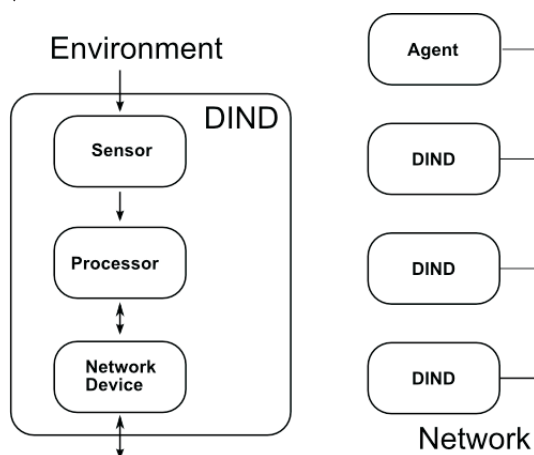 Environment
DIND
Sensor
Processor
Network
Device
Agent
DIND
DIND
DIND
Network